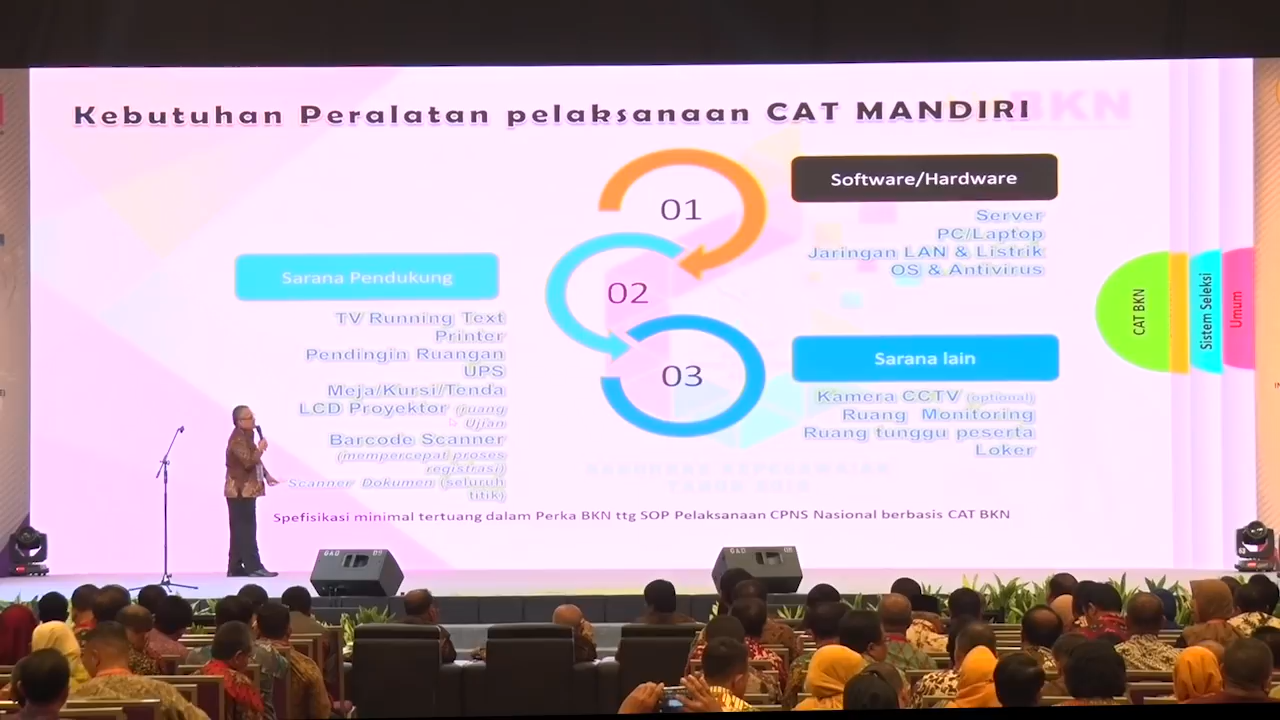 Kebutuhan Peralatan pelaksanaan CAT MANDIRI
BKN
01
Software/Hardware
Server
PC/Laptop
Jaringan LAN & Listrik
OS & Antivirus
02
Sarana Pendukung
TV Running Text
Printer
Pendingin Ruangan
UPS
Meja/Kursi/Tenda
LCD Proyektor (ruang
Ujian
Barcode Scanner
(mempercepat proses
registrasi)
Scanner Dokumen (seluruh
titik)
03
Sarana lain
Kamera CCTV (optional)
Ruang Monitoring
Ruang tunggu peserta
Loker
Spefisikasi minimal tertuang dalam Perka BKN ttg SOP Pelaksanaan CPNS Nasional berbasis CAT BKN
CAT BKN
Sistem Seleksi
Umum